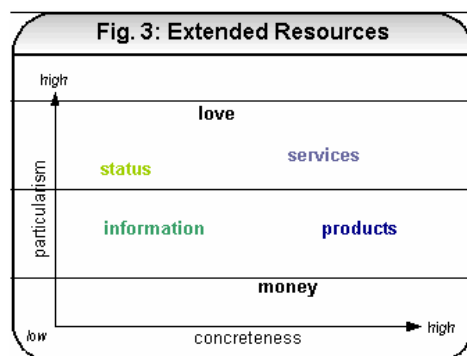 Fig. 3: Extended Resources
high
love
services
status
particularism
information
products
money
low
concreteness
high